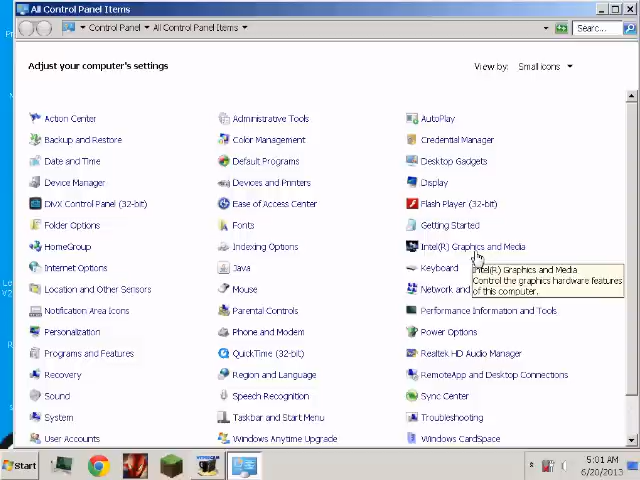 All Control Panel Items
Control Panel All Control Panel Items Searc...
Adjust your computer's settings View by: Small icons
Action Center Administrative Tools AutoPlay
Backup and Restore Color Management Credential Manager
Date and Time Default Programs Desktop Gadgets
Device Manager Devices and Printers Display
DivX Control Panel (32-bit) Ease of Access Center Flash Player (32-bit)
Folder Options Fonts Getting Started
HomeGroup Indexing Options Intel(R) Graphics and Media
Internet Options Java Keyboard
Intel(R) Graphics and Media
Control the graphics hardware features
of this computer.
Location and Other Sensors Mouse Network and
Notification Area Icons Parental Controls Performance Information and Tools
Personalization Phone and Modem Power Options
Programs and Features QuickTime (32-bit) Realtek HD Audio Manager
Recovery Region and Language RemoteApp and Desktop Connections
Sound Speech Recognition Sync Center
System Taskbar and Start Menu Troubleshooting
User Accounts Windows Anytime Upgrade Windows CardSpace
Start 5:01 AM
6/20/2013